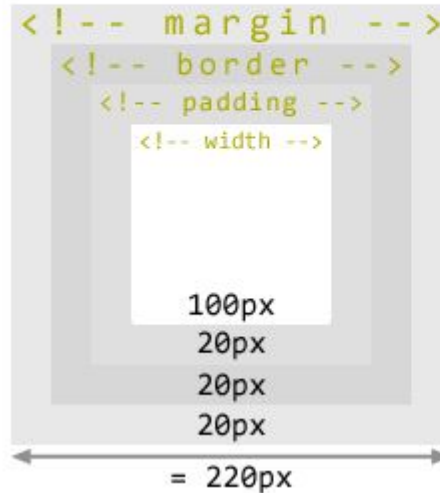 <!-- margin -->
<!-- border -->
<!-- padding -->
<!-- width -->
100px
20px
20px
20px
= 220px